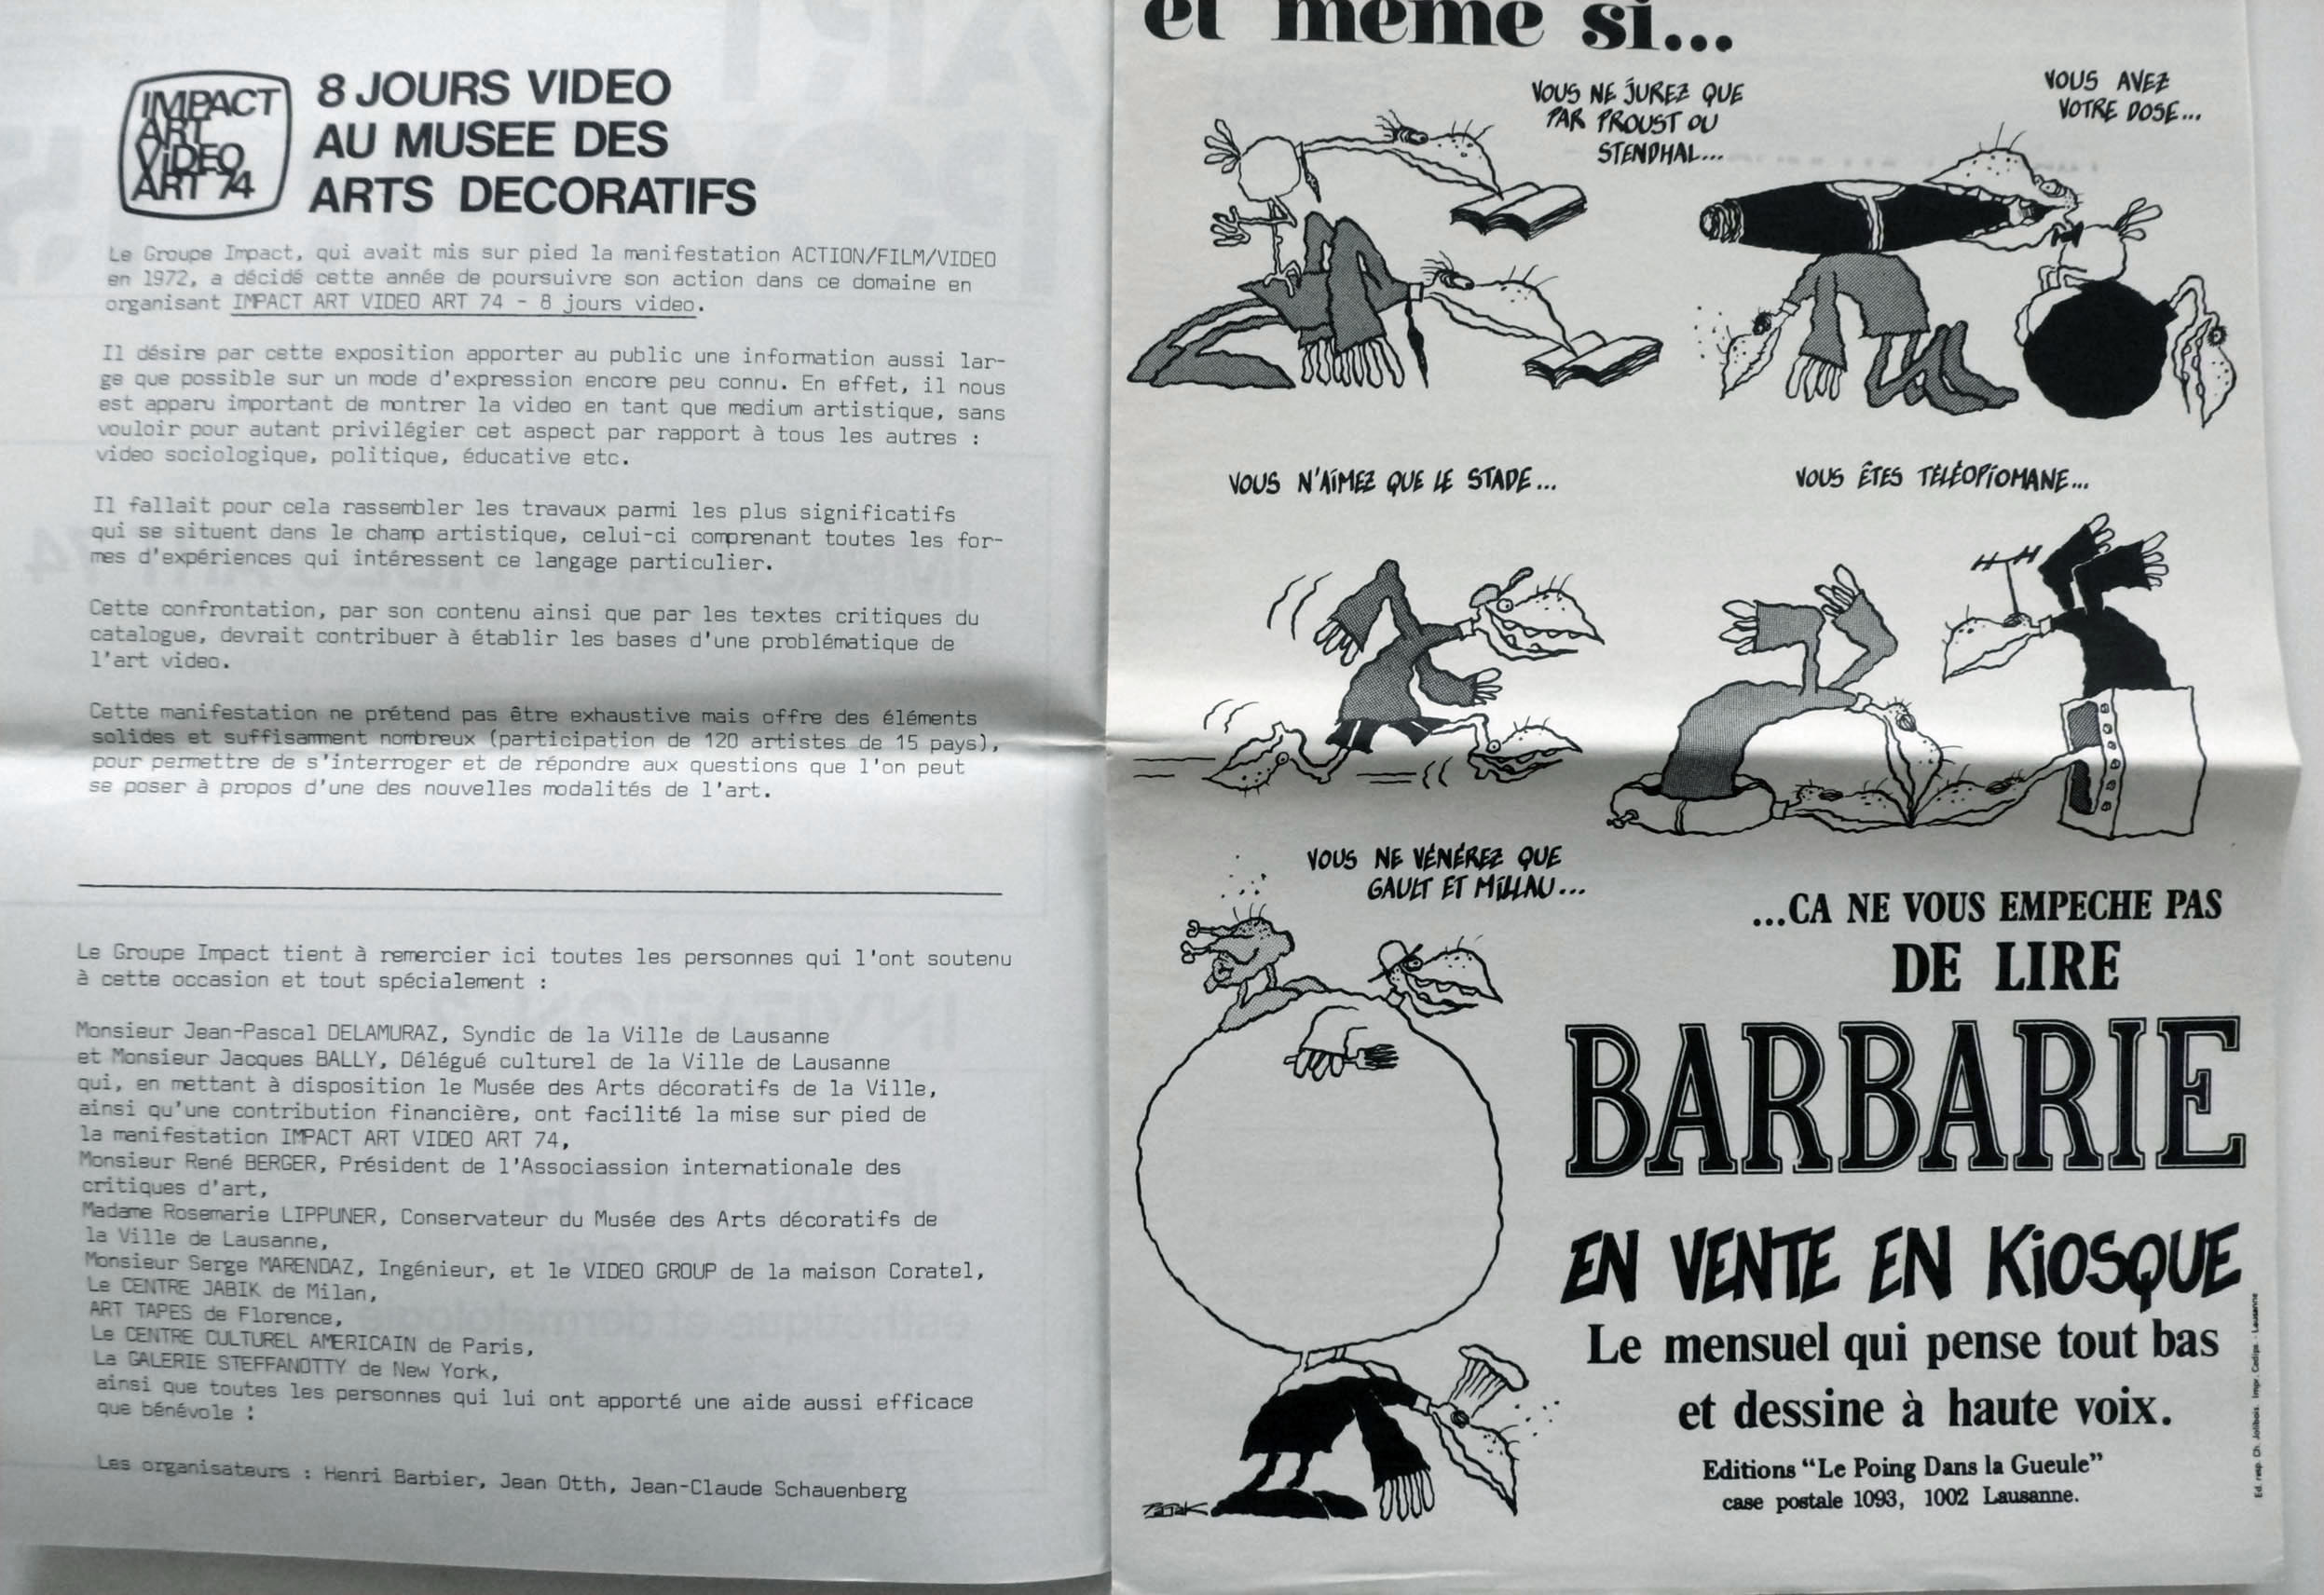 IMPACT
ART
ViDEO
ART 74
8 JOURS VIDEO
AU MUSEE DES
ARTS DECORATIFS
Le Groupe Impact, qui avait mis sur pied la manifestation ACTION/FILM/VIDEO
en 1972, a décidé cette année de poursuivre son action dans ce domaine en
organisant IMPACT ART VIDEO ART 74 - 8 jours video.
Il désire par cette exposition apporter au public une information aussi lar-
ge que possible sur un mode d'expression encore peu connu. En effet, il nous
est apparu important de montrer la video en tant que medium artistique, sans
vouloir pour autant privilégier cet aspect par rapport à tous les autres :
video sociologique, politique, éducative etc.
Il fallait pour cela rassembler les travaux parmi les plus significatifs
qui se situent dans le champ artistique, celui-ci comprenant toutes les for-
mes d'expériences qui intéressent ce langage particulier.
Cette confrontation, par son contenu ainsi que par les textes critiques du
catalogue, devrait contribuer à établir les bases d'une problématique de
l'art video.
Cette manifestation ne prétend pas être exhaustive mais offre des éléments
solides et suffisamment nombreux (participation de 120 artistes de 15 pays),
pour permettre de s'interroger et de répondre aux questions que l'on peut
se poser à propos d'une des nouvelles modalités de l'art.
Le Groupe Impact tient à remercier ici toutes les personnes qui l'ont soutenu
à cette occasion et tout spécialement :
Monsieur Jean-Pascal DELAMURAZ, Syndic de la Ville de Lausanne
et Monsieur Jacques BALLY, Délégué culturel de la Ville de Lausanne
qui, en mettant à disposition le Musée des Arts décoratifs de la Ville,
ainsi qu'une contribution financière, ont facilité la mise sur pied de
la manifestation IMPACT ART VIDEO ART 74,
Monsieur René BERGER, Président de l'Associassion internationale des
critiques d'art,
Madame Rosemarie LIPPUNER, Conservateur du Musée des Arts décoratifs de
la Ville de Lausanne,
Monsieur Serge MARENDAZ, Ingénieur, et le VIDEO GROUP de la maison Coratel,
Le CENTRE JABIK de Milan,
ART TAPES de Florence,
Le CENTRE CULTUREL AMERICAIN de Paris,
La GALERIE STEFFANOTTY de New York,
ainsi que toutes les personnes qui lui ont apporté une aide aussi efficace
que bénévole :
Les organisateurs : Henri Barbier, Jean Otth, Jean-Claude Schauenberg
et même si...
VOUS NE JUREZ QUE
PAR PROUST OU
STENDHAL...
VOUS AVEZ
VOTRE DOSE...
VOUS N'AIMEZ QUE LE STADE...
VOUS ÊTES TÉLÉOPIOMANE...
VOUS NE VÉNÉREZ QUE
GAULT ET MILLAU...
...CA NE VOUS EMPECHE PAS
DE LIRE
BARBARIE
EN VENTE EN KIOSQUE
Le mensuel qui pense tout bas
et dessine à haute voix.
Editions "Le Poing Dans la Gueule"
case postale 1093, 1002 Lausanne.
Ed. resp. Ch. Jolibois. Impr. Cedips - Lausanne